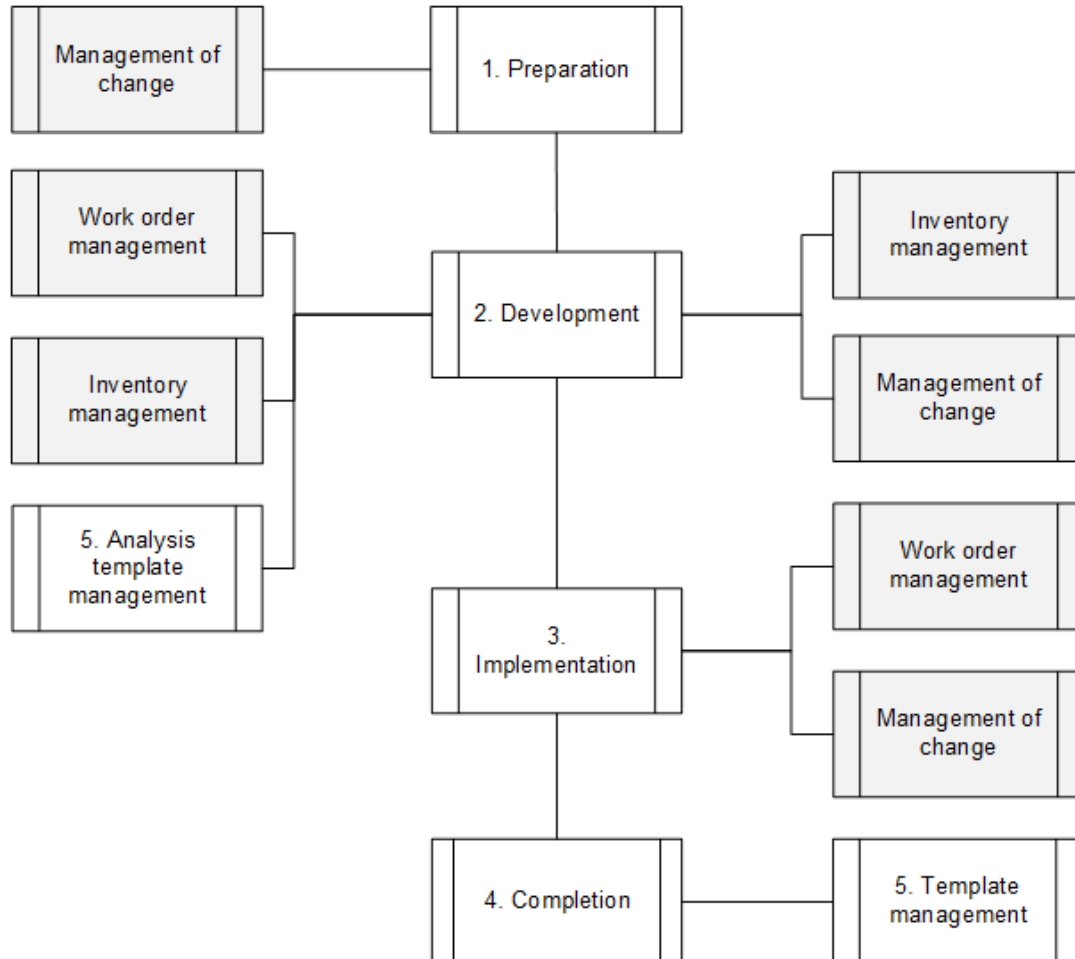 Management of
change
1. Preparation
Work order
management
Inventory
management
2. Development
Inventory
management
Management of
change
5. Analysis
template
management
Work order
management
3.
Implementation
Management of
change
4. Completion
5. Template
management